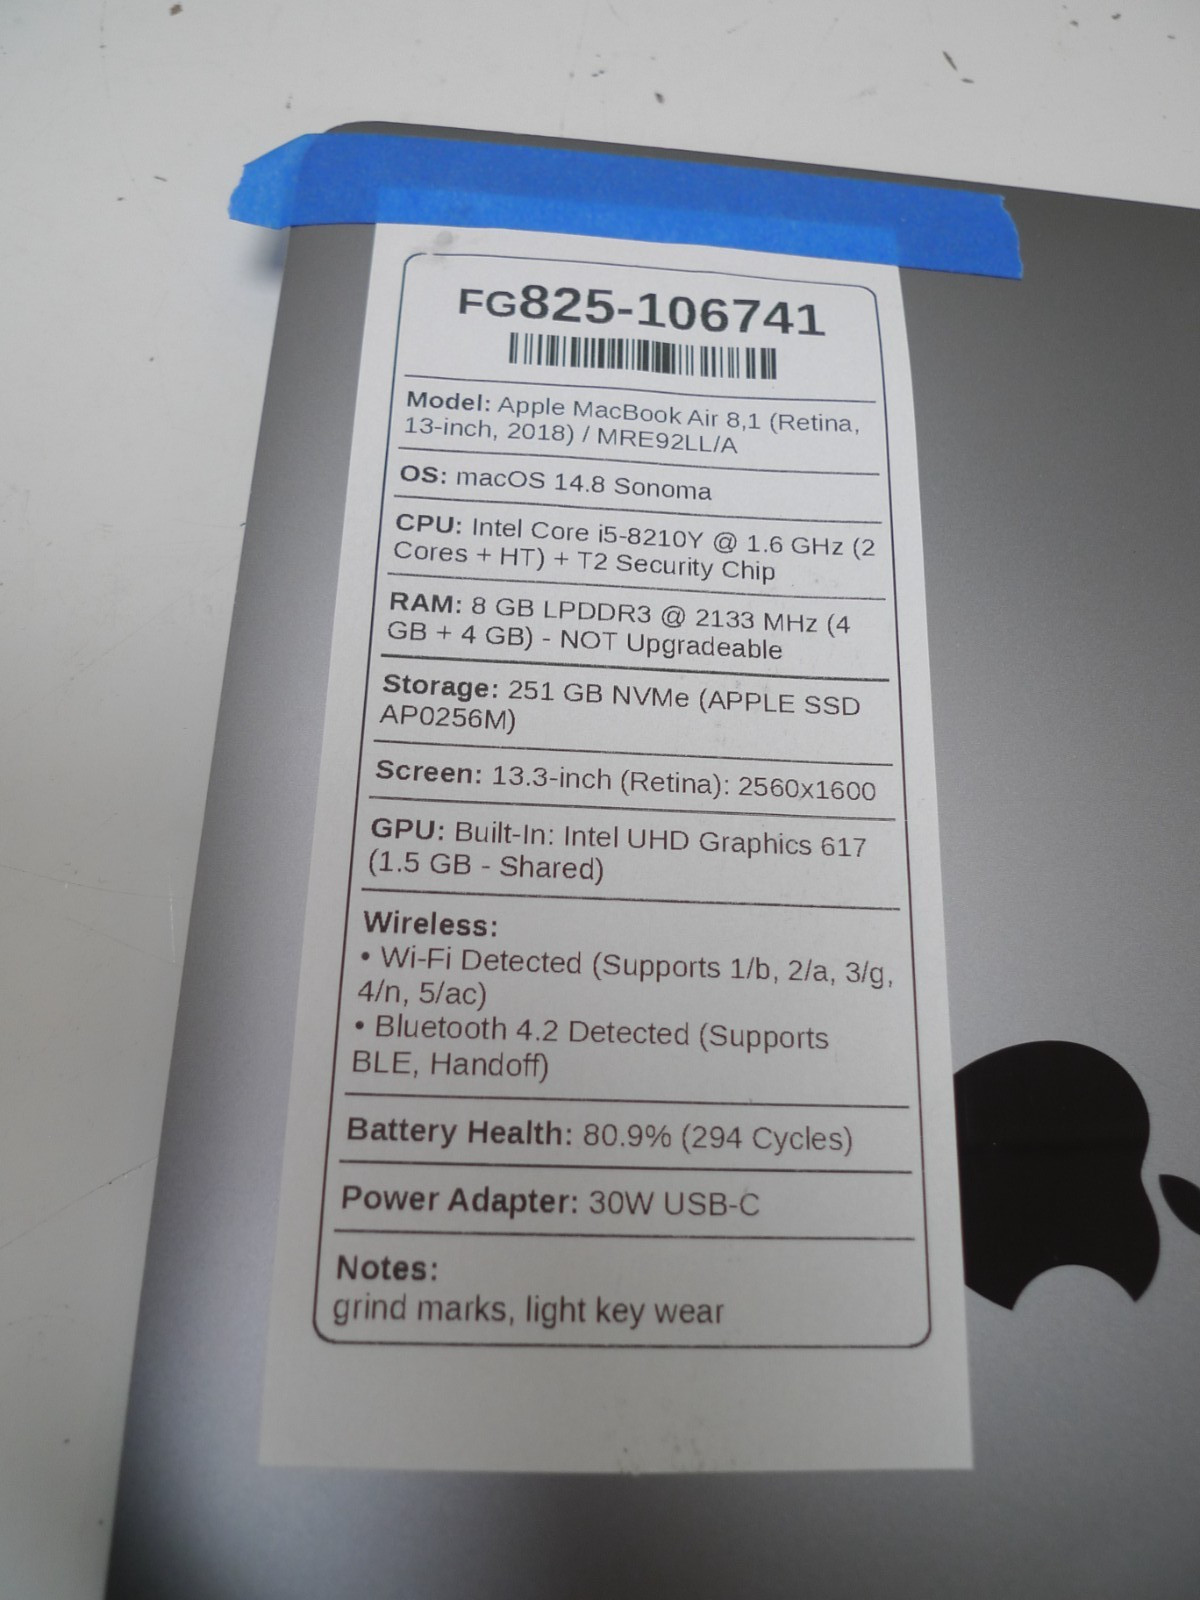 FG825-106741
Model: Apple MacBook Air 8,1 (Retina,
13-inch, 2018) / MRE92LL/A
OS: macOS 14.8 Sonoma
CPU: Intel Core i5-8210Y @ 1.6 GHz (2
Cores + HT) + T2 Security Chip
RAM: 8 GB LPDDR3 @ 2133 MHz (4
GB + 4 GB) - NOT Upgradeable
Storage: 251 GB NVMe (APPLE SSD
AP0256M)
Screen: 13.3-inch (Retina): 2560x1600
GPU: Built-In: Intel UHD Graphics 617
(1.5 GB - Shared)
Wireless:
• Wi-Fi Detected (Supports 1/b, 2/a, 3/g,
4/n, 5/ac)
• Bluetooth 4.2 Detected (Supports
BLE, Handoff)
Battery Health: 80.9% (294 Cycles)
Power Adapter: 30W USB-C
Notes:
grind marks, light key wear